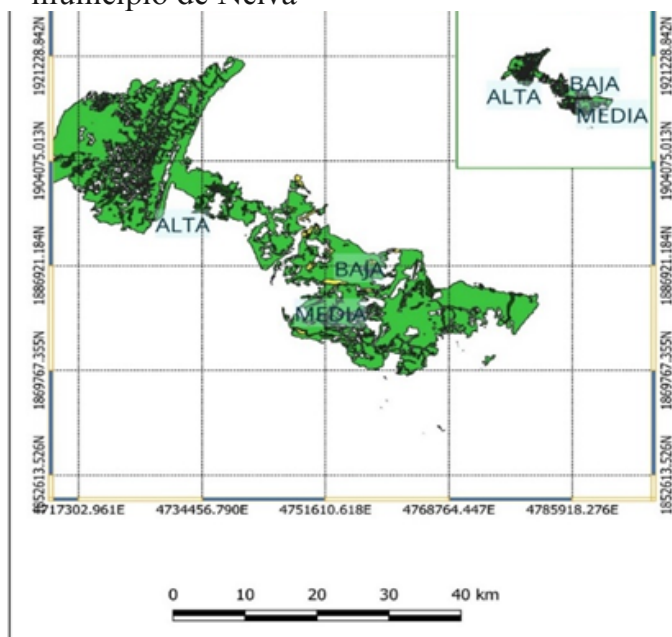 municipio de Neiva
1921228.842N
1904075.013N
1886921.184N
1869767.355N
1852613.526N
ALTA
BAJA
MEDIA
ALTA
BAJA
MEDIA
1921228.842N
1904075.013N
1886921.184N
1869767.355N
1852613.526N
4717302.961E 4734456.790E 4751610.618E 4768764.447E 4785918.276E
0 10 20 30 40 km